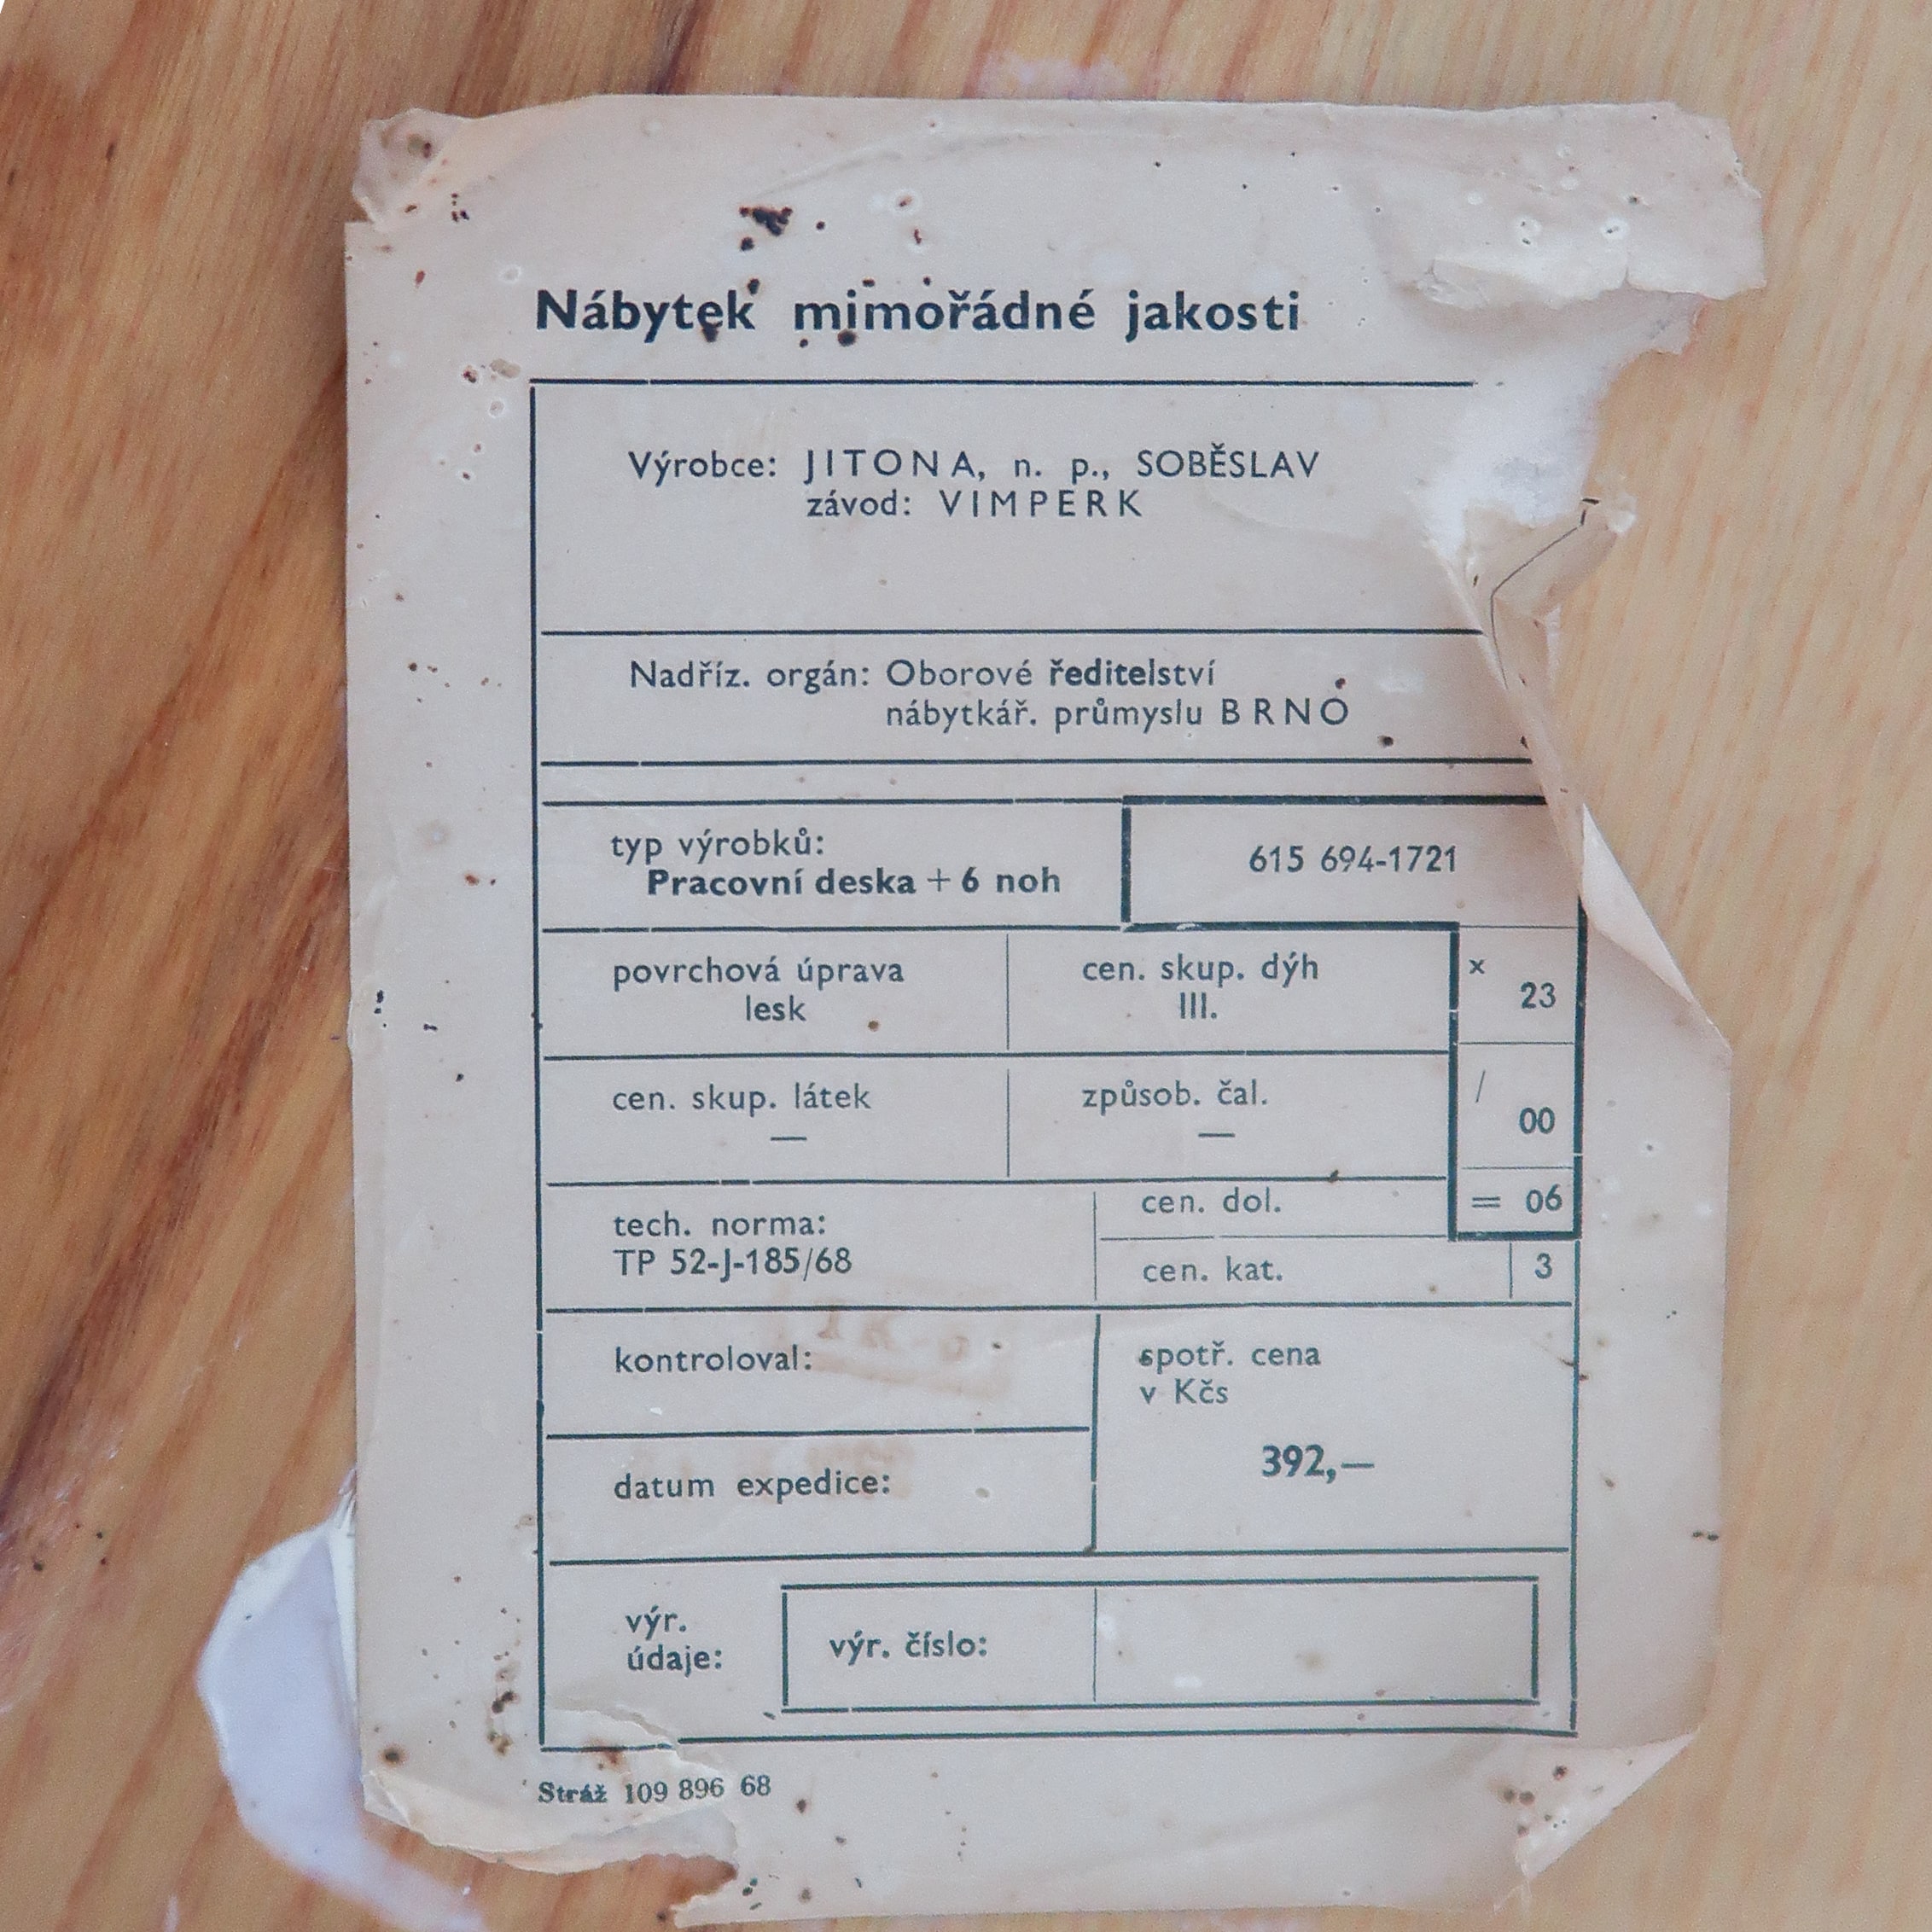 Nábytek mimořádné jakosti
Výrobce: JITONA, n. p., SOBĚSLAV
závod: VIMPERK
Nadříz. orgán: Oborové ředitelství
nábytkář. průmyslu BRNO
typ výrobků:
Pracovní deska + 6 noh
615 694-1721
povrchová úprava
lesk
cen. skup. dýh
III.
× 23
cen. skup. látek
—
způsob. čal.
—
/ 00
tech. norma:
TP 52-J-185/68
cen. dol.
= 06
cen. kat.
3
kontroloval:
spotř. cena
v Kčs
392,—
datum expedice:
výr.
údaje:
výr. číslo:
Stráž 109 896 68